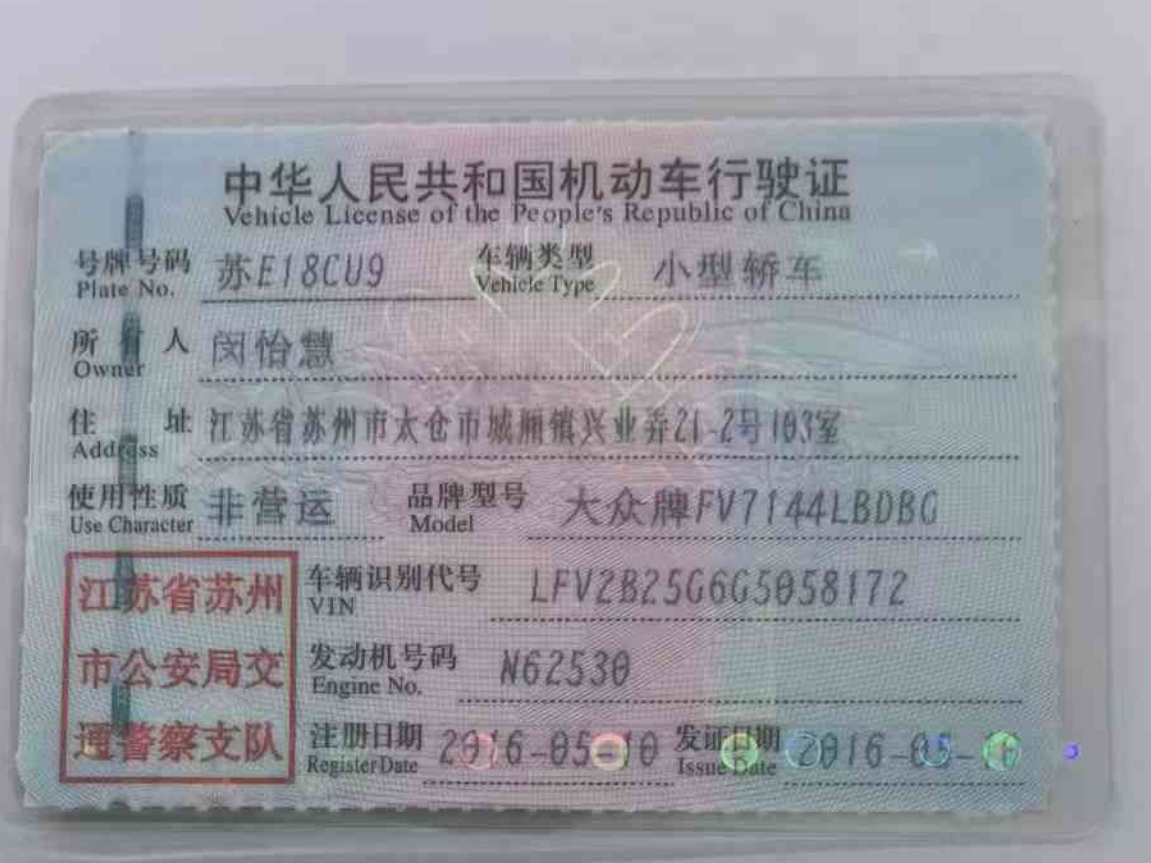 中华人民共和国机动车行驶证
Vehicle License of the People's Republic of China
号牌号码 苏E18CU9 车辆类型 小型轿车
Plate No. Vehicle Type
所有人 闵怡慧
Owner
住址 江苏省苏州市太仓市城厢镇兴业弄21-2号103室
Address
使用性质 非营运 品牌型号 大众牌FV7144LBDBG
Use Character Model
江苏省苏州
市公安局交
通警察支队
车辆识别代号 LFV2B25G6G5058172
VIN
发动机号码 N62530
Engine No.
注册日期 2016-05-10 发证日期 2016-05-10
Register Date Issue Date